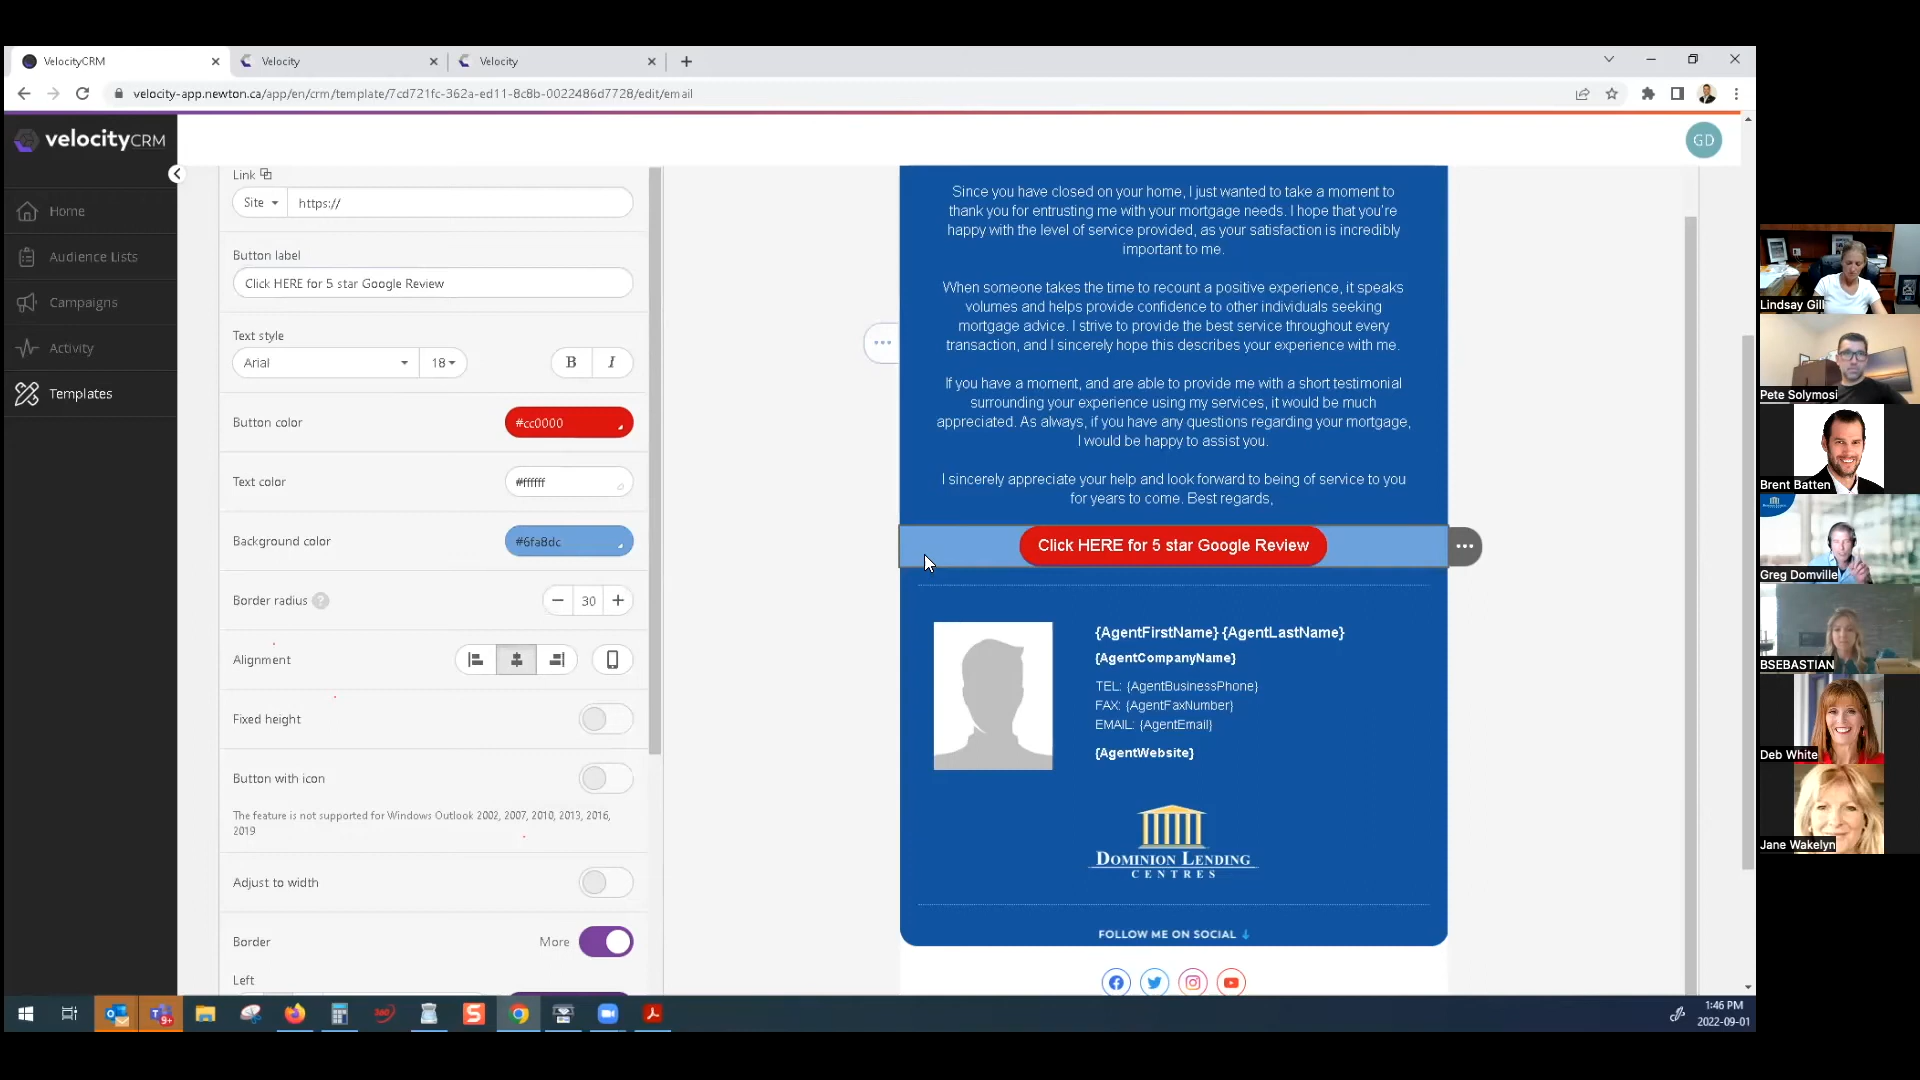 VelocityCRM
Velocity
Velocity
velocity-app.newton.ca/app/en/crm/template/7cd721fc-362a-ed11-8c8b-0022486d7728/edit/email
velocityCRM
GD
Home
Audience Lists
Campaigns
Activity
Templates
Link
Site
https://
Button label
Click HERE for 5 star Google Review
Text style
Arial
18
B
I
Button color
#cc0000
Text color
#ffffff
Background color
#6fa8dc
Border radius ?
30
Alignment
Fixed height
Button with icon
The feature is not supported for Windows Outlook 2002, 2007, 2010, 2013, 2016,
2019
Adjust to width
Border
More
Left
Since you have closed on your home, I just wanted to take a moment to
thank you for entrusting me with your mortgage needs. I hope that you're
happy with the level of service provided, as your satisfaction is incredibly
important to me.
When someone takes the time to recount a positive experience, it speaks
volumes and helps provide confidence to other individuals seeking
mortgage advice. I strive to provide the best service throughout every
transaction, and I sincerely hope this describes your experience with me.
If you have a moment, and are able to provide me with a short testimonial
surrounding your experience using my services, it would be much
appreciated. As always, if you have any questions regarding your mortgage,
I would be happy to assist you.
I sincerely appreciate your help and look forward to being of service to you
for years to come. Best regards,
Click HERE for 5 star Google Review
{AgentFirstName} {AgentLastName}
{AgentCompanyName}
TEL: {AgentBusinessPhone}
FAX: {AgentFaxNumber}
EMAIL: {AgentEmail}
{AgentWebsite}
DOMINION LENDING
CENTRES
FOLLOW ME ON SOCIAL ↓
Lindsay Gill
Pete Solymosi
Brent Batten
Greg Domville
BSEBASTIAN
Deb White
Jane Wakelyn
9+
360°
S
1:46 PM
2022-09-01